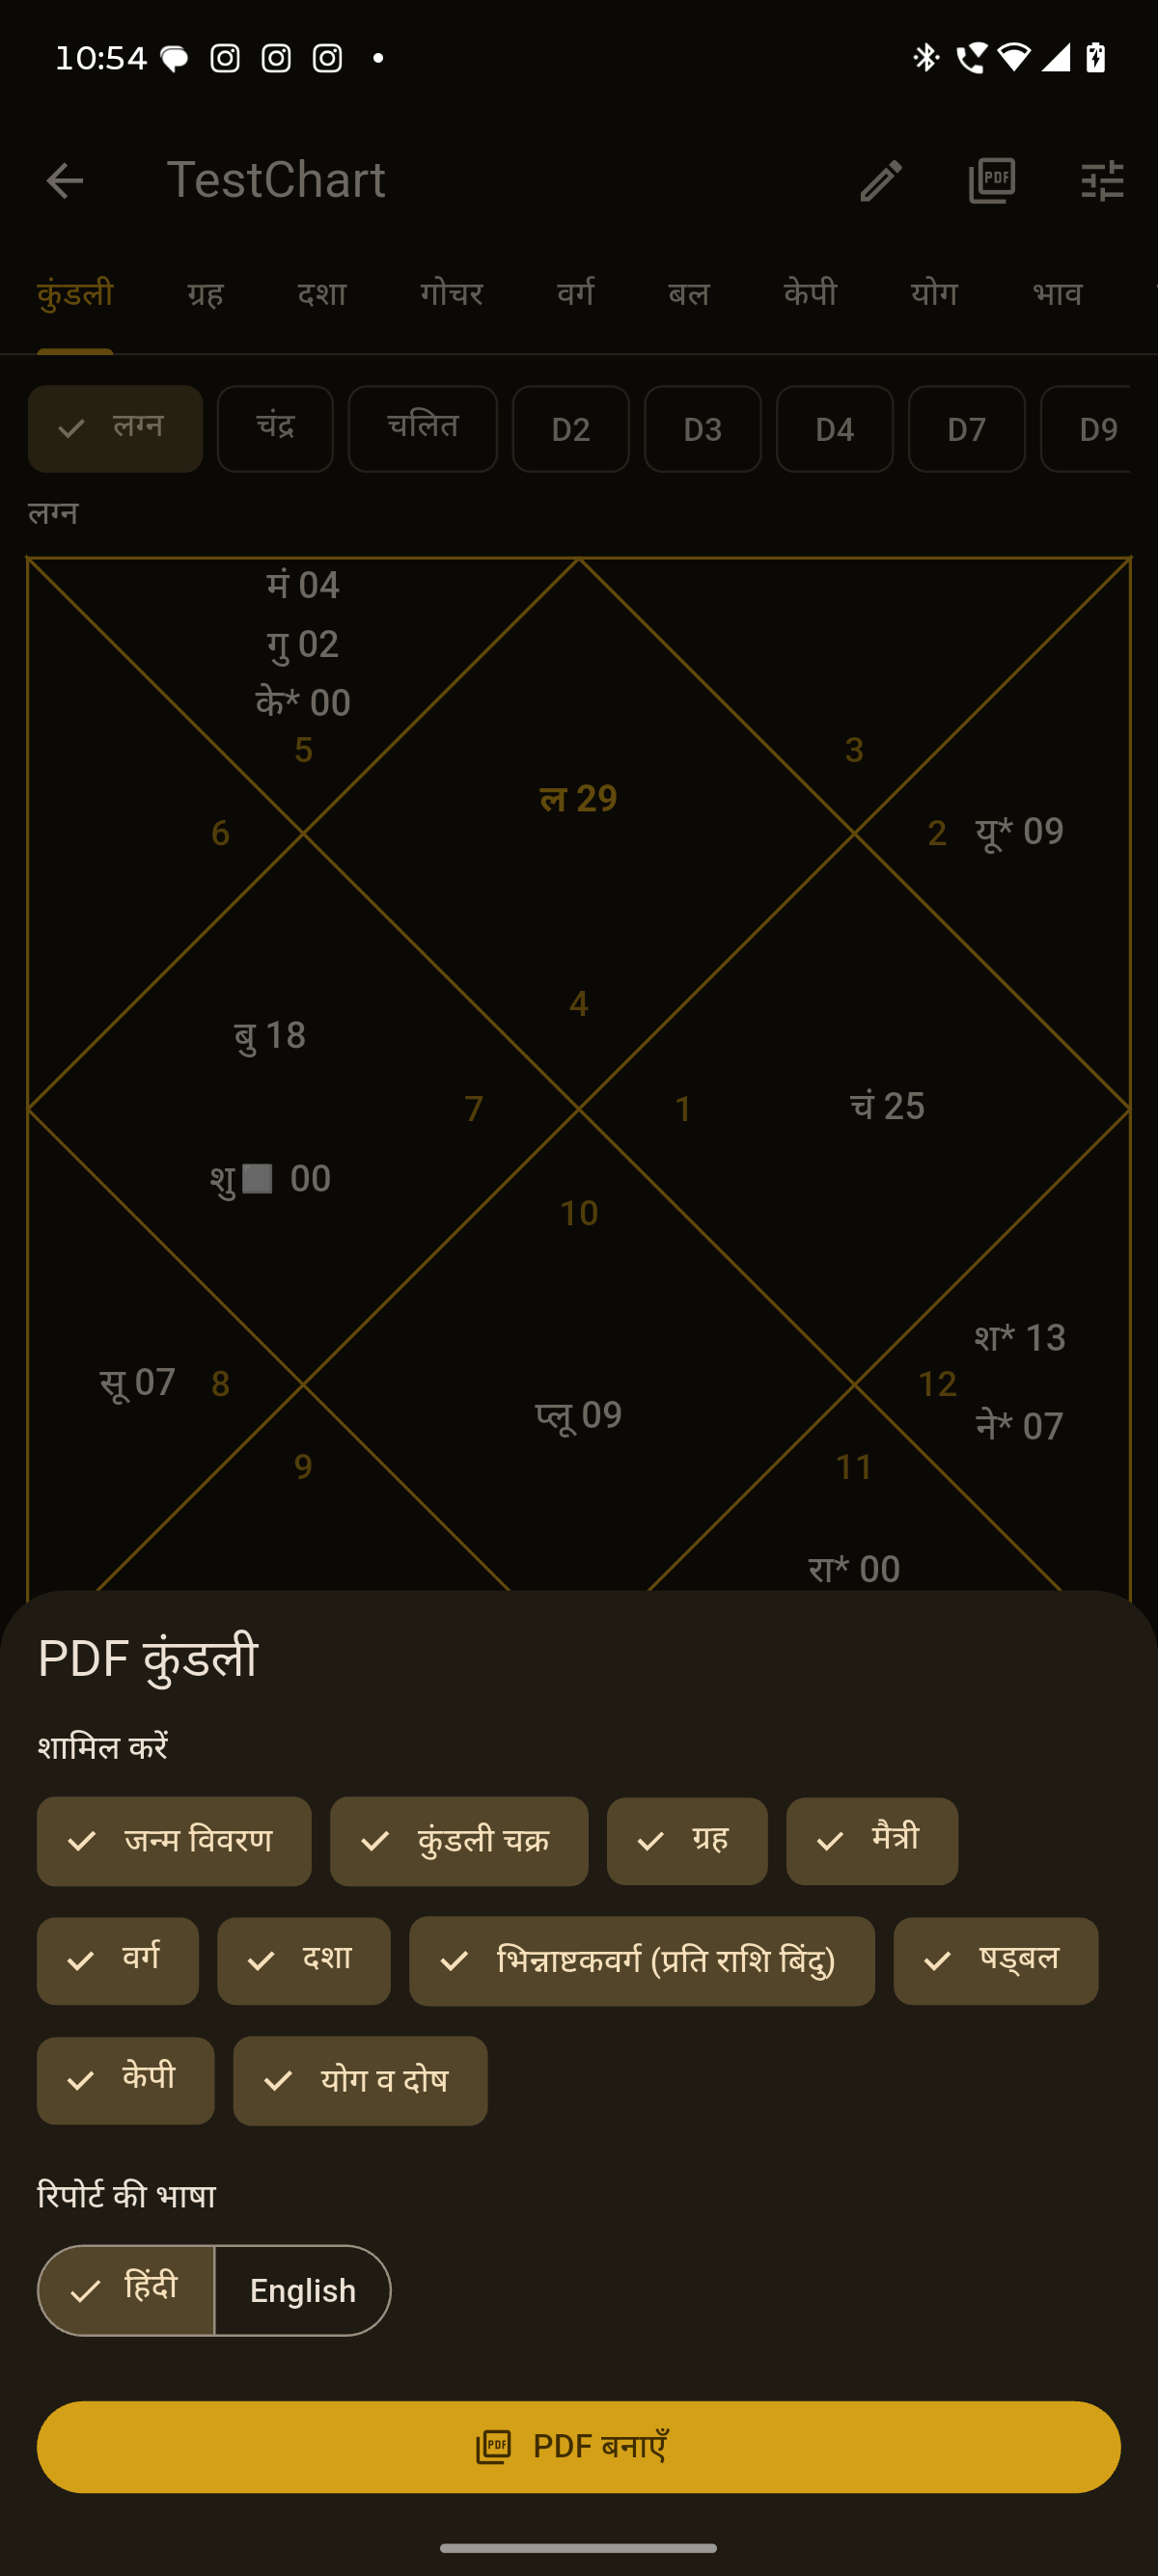 10:54
TestChart
PDF
कुंडली ग्रह दशा गोचर वर्ग बल केपी योग भाव
लग्न चंद्र चलित D2 D3 D4 D7 D9
लग्न
मं 04
गु 02
के* 00
5 3
ल 29
6 2 यू* 09
4
बु 18
7 1 चं 25
शु■ 00
10
श* 13
सू 07 8 12
प्लू 09 ने* 07
9 11
रा* 00
PDF कुंडली
शामिल करें
जन्म विवरण कुंडली चक्र ग्रह मैत्री
वर्ग दशा भिन्नाष्टकवर्ग (प्रति राशि बिंदु) षड्बल
केपी योग व दोष
रिपोर्ट की भाषा
हिंदी English
PDF PDF बनाएँ